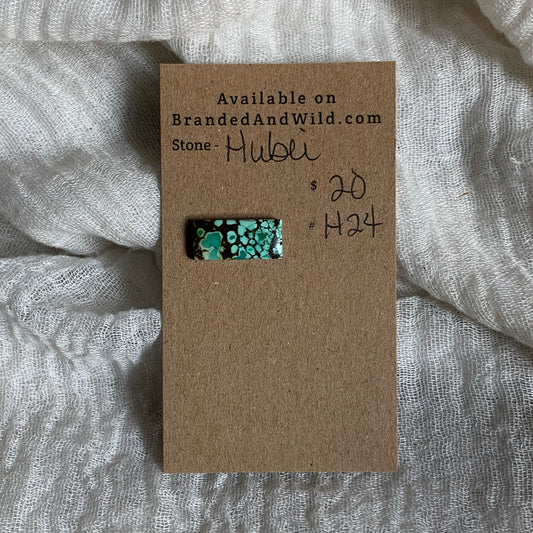 Available on
BrandedAndWild.com
Stone - Hubei
$ 20
# H24